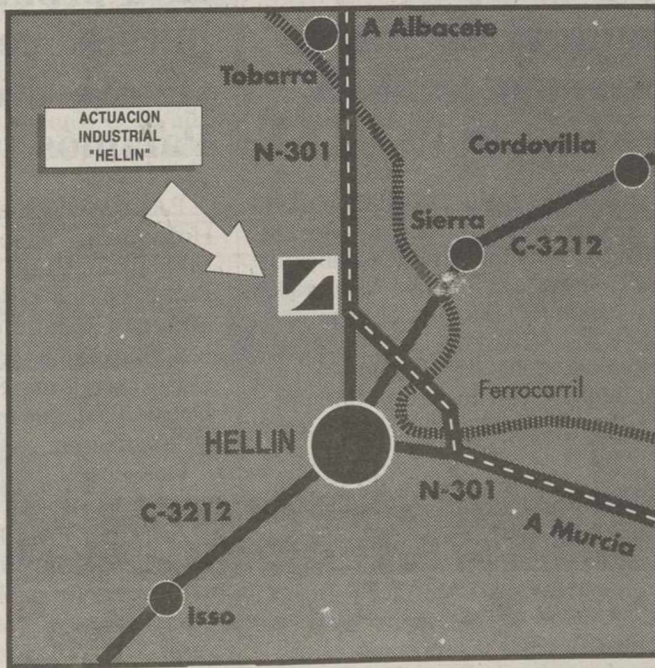 A Albacete
Tobarra
ACTUACION
INDUSTRIAL
"HELLIN"
N-301
Cordovilla
Sierra
C-3212
Ferrocarril
HELLIN
N-301
C-3212
A Murcia
Isso